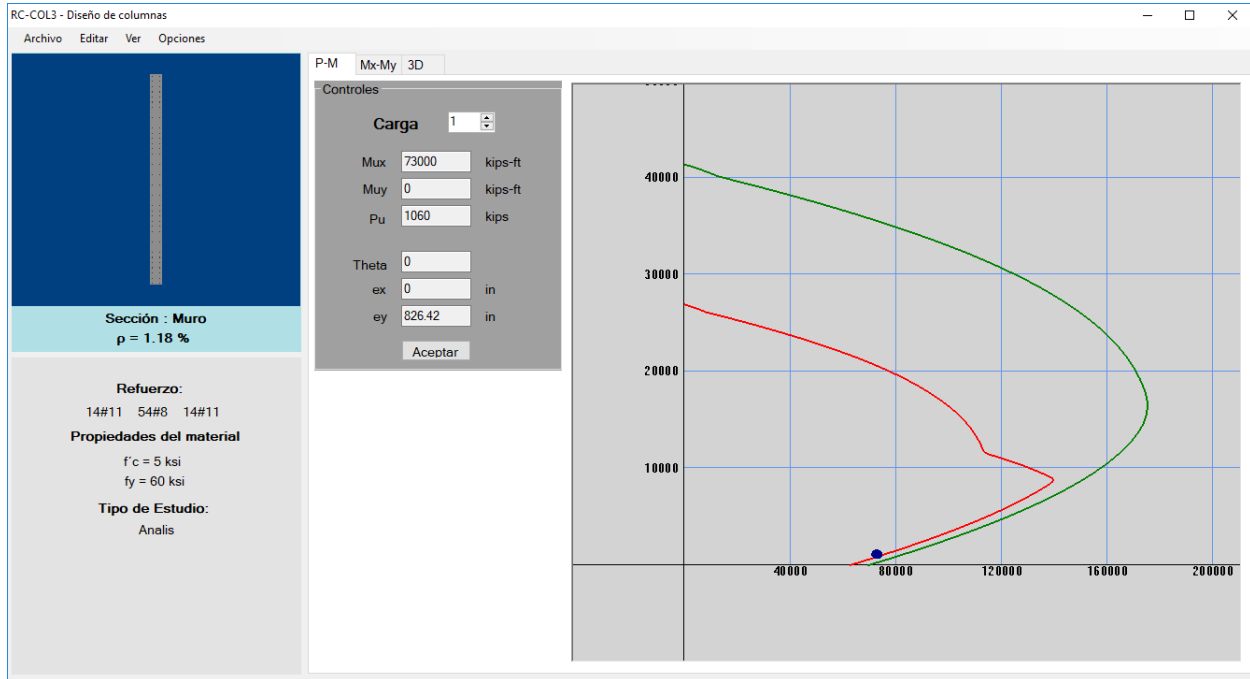 RC-COL3 - Diseño de columnas
Archivo Editar Ver Opciones
P-M Mx-My 3D
Controles
Carga 1
Mux 73000 kips-ft
Muy 0 kips-ft
Pu 1060 kips
Theta 0
ex 0 in
ey 826.42 in
Aceptar
Sección : Muro
ρ = 1.18 %
Refuerzo:
14#11 54#8 14#11
Propiedades del material
f´c = 5 ksi
fy = 60 ksi
Tipo de Estudio:
Analis
40000
30000
20000
10000
40000 80000 120000 160000 200000